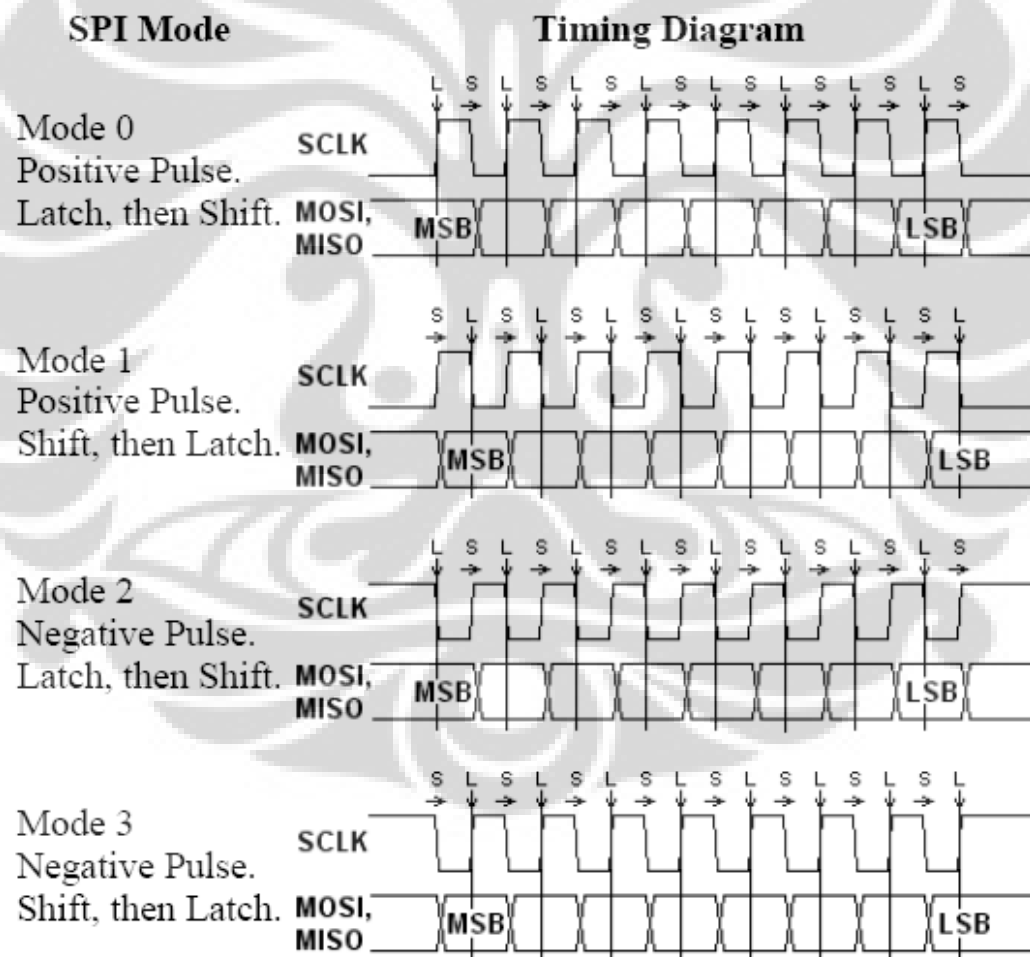 SPI Mode Timing Diagram
L S L S L S L S L S L S L S L S
Mode 0
Positive Pulse.
Latch, then Shift.
SCLK
MOSI,
MISO
MSB LSB
S L S L S L S L S L S L S L S L
Mode 1
Positive Pulse.
Shift, then Latch.
SCLK
MOSI,
MISO
MSB LSB
L S L S L S L S L S L S L S L S
Mode 2
Negative Pulse.
Latch, then Shift.
SCLK
MOSI,
MISO
MSB LSB
S L S L S L S L S L S L S L S L
Mode 3
Negative Pulse.
Shift, then Latch.
SCLK
MOSI,
MISO
MSB LSB